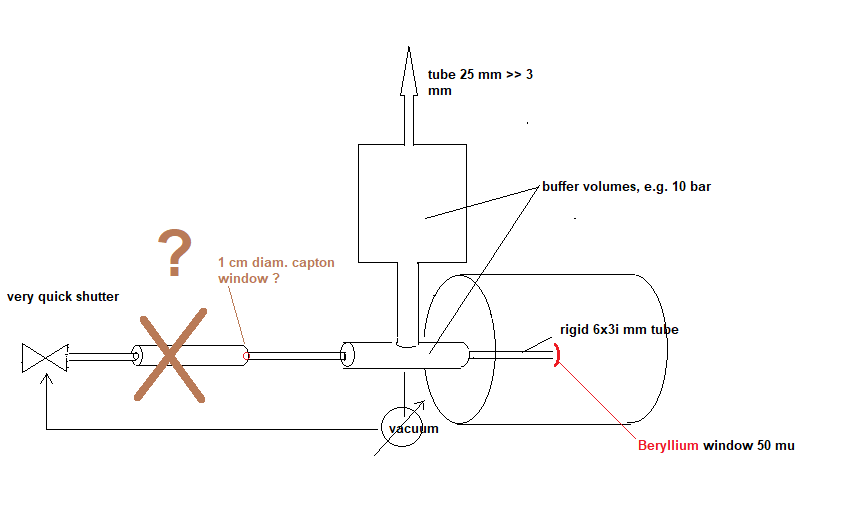 tube 25 mm >> 3
mm
buffer volumes, e.g. 10 bar
?
1 cm diam. capton
window ?
very quick shutter
rigid 6x3i mm tube
vacuum
Beryllium window 50 mu